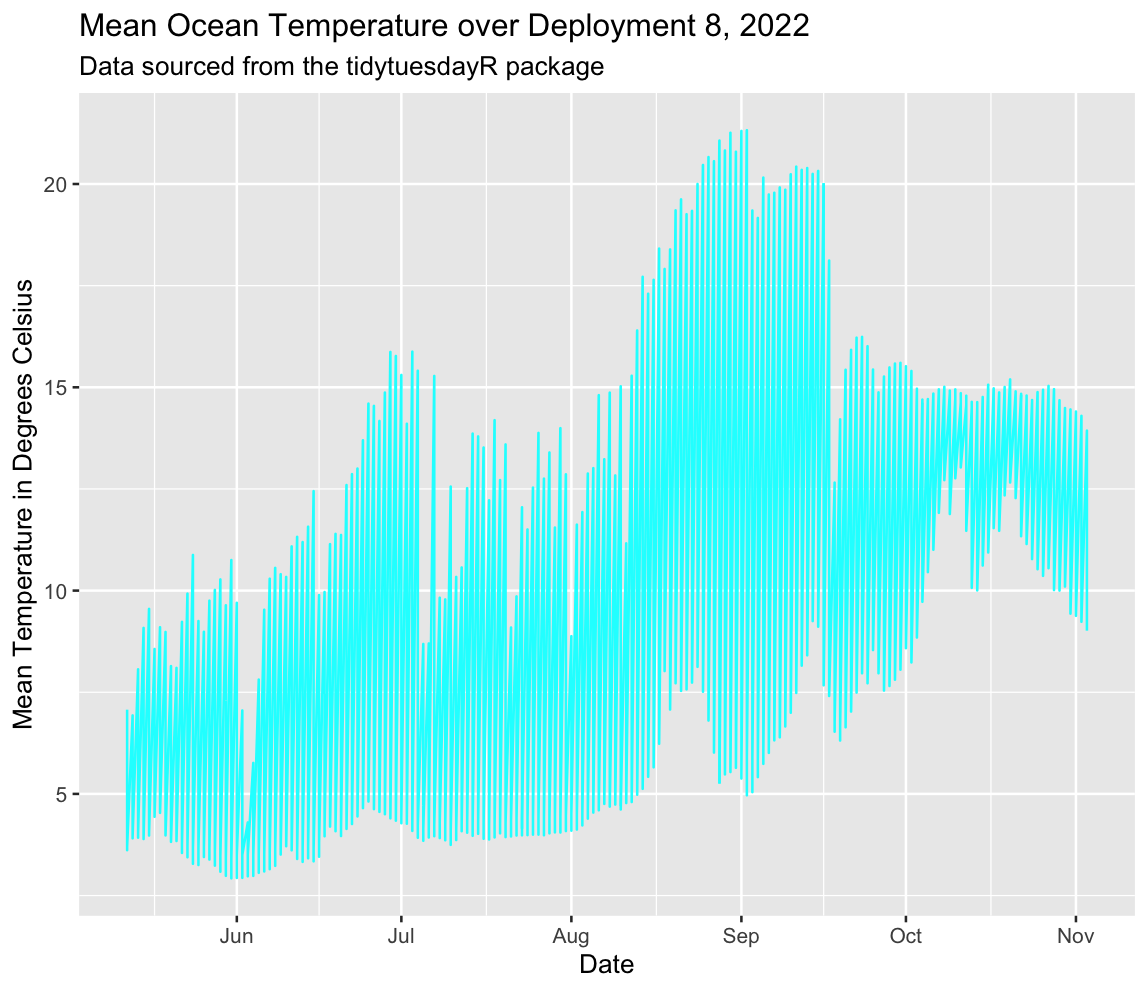 Mean Ocean Temperature over Deployment 8, 2022
Data sourced from the tidytuesdayR package
Mean Temperature in Degrees Celsius
20
15
10
5
Jun Jul Aug Sep Oct Nov
Date